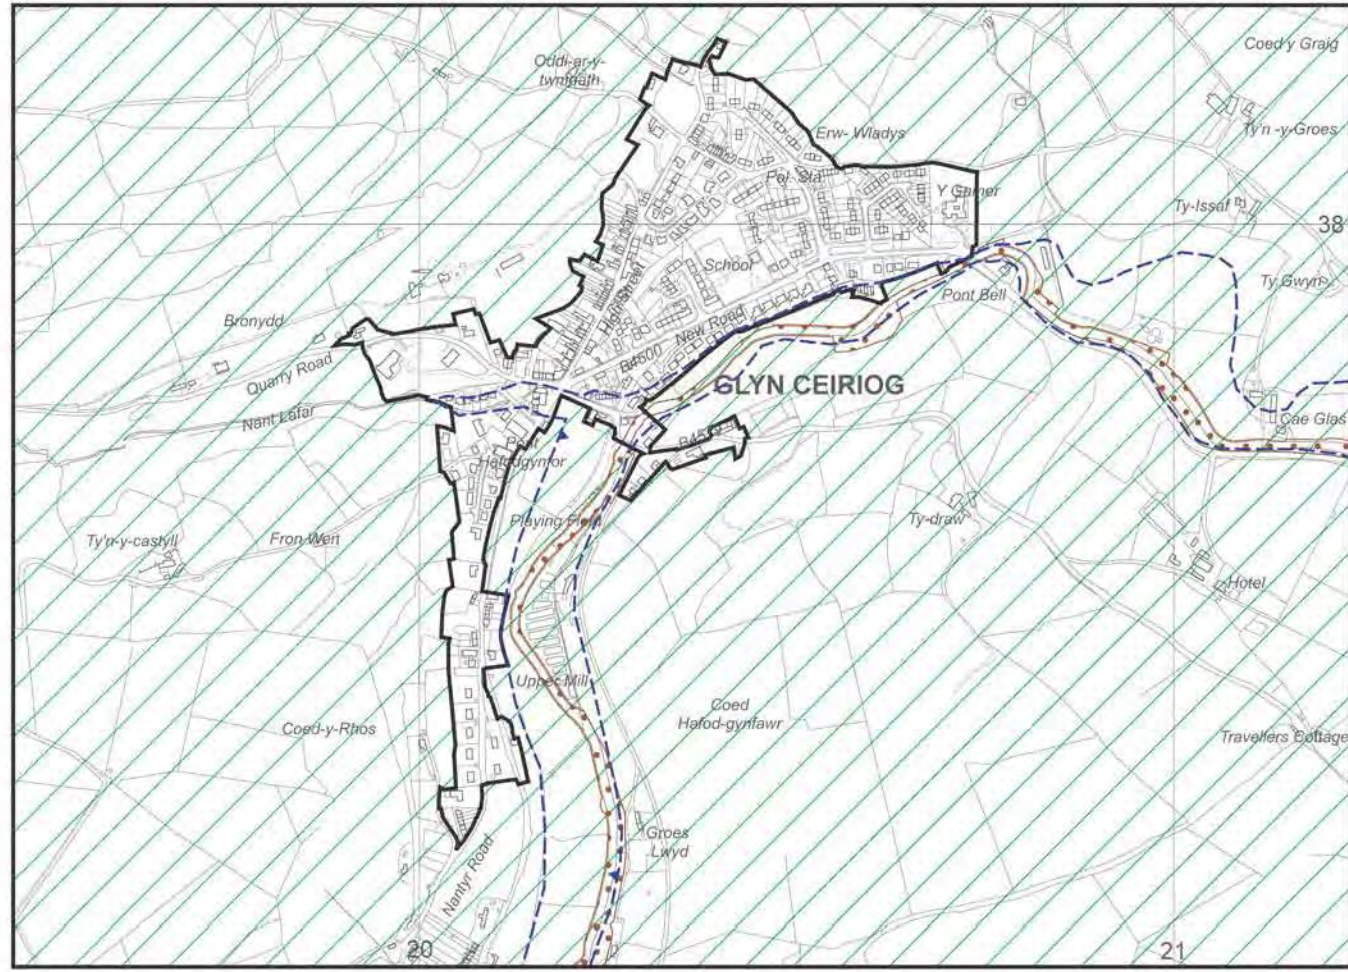 Coed y Graig
Oddi-ar-y-
twmpath
Ty'n -y-Groes
Erw- Wladys
Pol. Sta
Y Garner
Ty-Issaf
38
School
Ty Gwyn
Pont Bell
High Street
Bronydd
New Road
B4500
Quarry Road
GLYN CEIRIOG
Nant Lafar
Cae Glas
Pont
Hafodgynfor
Playing Field
Ty-draw
Ty'n-y-castyll
Fron Wen
Hotel
Upper Mill
Coed
Hafod-gynfawr
Coed-y-Rhos
Travellers Cottage
Groes
Lwyd
Nantyr Road
20
21